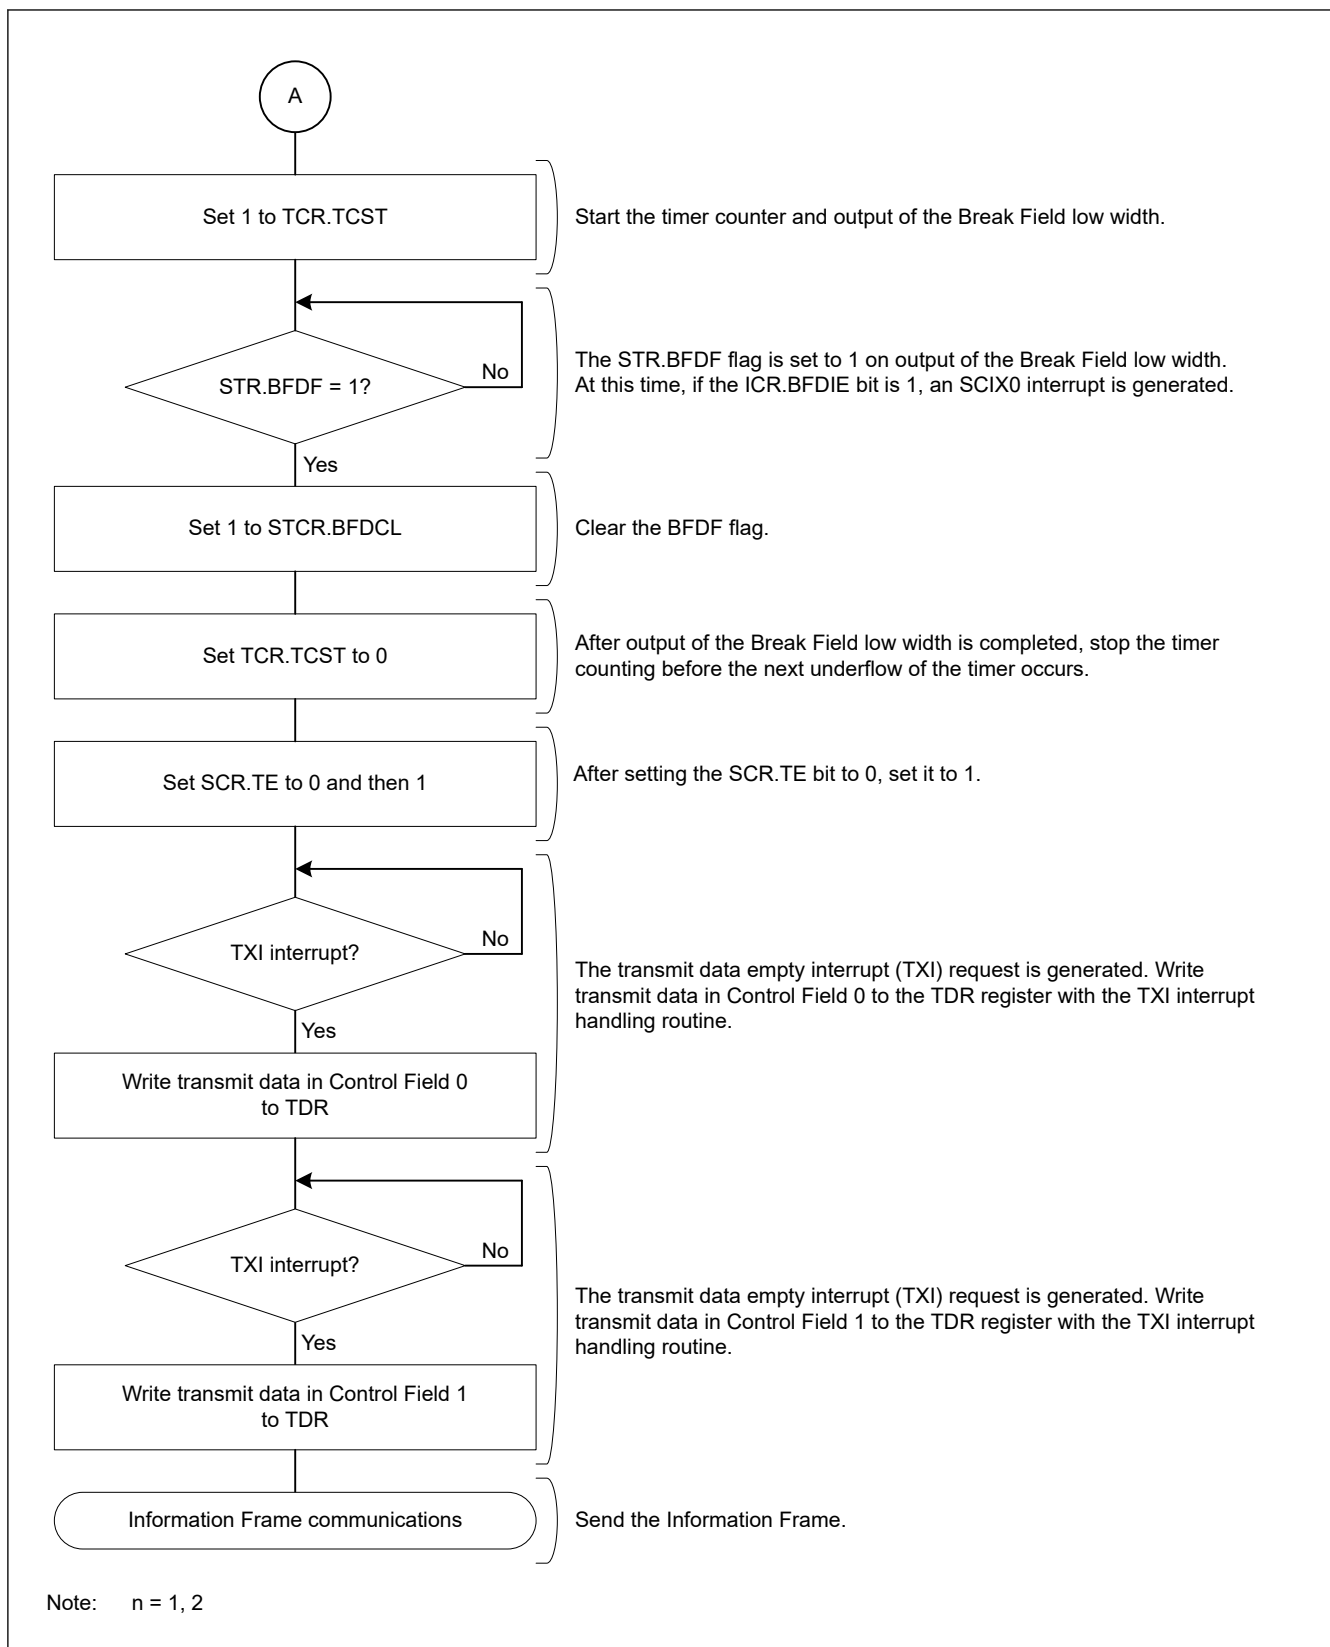 A
Set 1 to TCR.TCST
Start the timer counter and output of the Break Field low width.
STR.BFDF = 1?
No
The STR.BFDF flag is set to 1 on output of the Break Field low width.
At this time, if the ICR.BFDIE bit is 1, an SCIX0 interrupt is generated.
Yes
Set 1 to STCR.BFDCL
Clear the BFDF flag.
Set TCR.TCST to 0
After output of the Break Field low width is completed, stop the timer
counting before the next underflow of the timer occurs.
Set SCR.TE to 0 and then 1
After setting the SCR.TE bit to 0, set it to 1.
TXI interrupt?
No
The transmit data empty interrupt (TXI) request is generated. Write
transmit data in Control Field 0 to the TDR register with the TXI interrupt
handling routine.
Yes
Write transmit data in Control Field 0
to TDR
TXI interrupt?
No
The transmit data empty interrupt (TXI) request is generated. Write
transmit data in Control Field 1 to the TDR register with the TXI interrupt
handling routine.
Yes
Write transmit data in Control Field 1
to TDR
Information Frame communications
Send the Information Frame.
Note: n = 1, 2